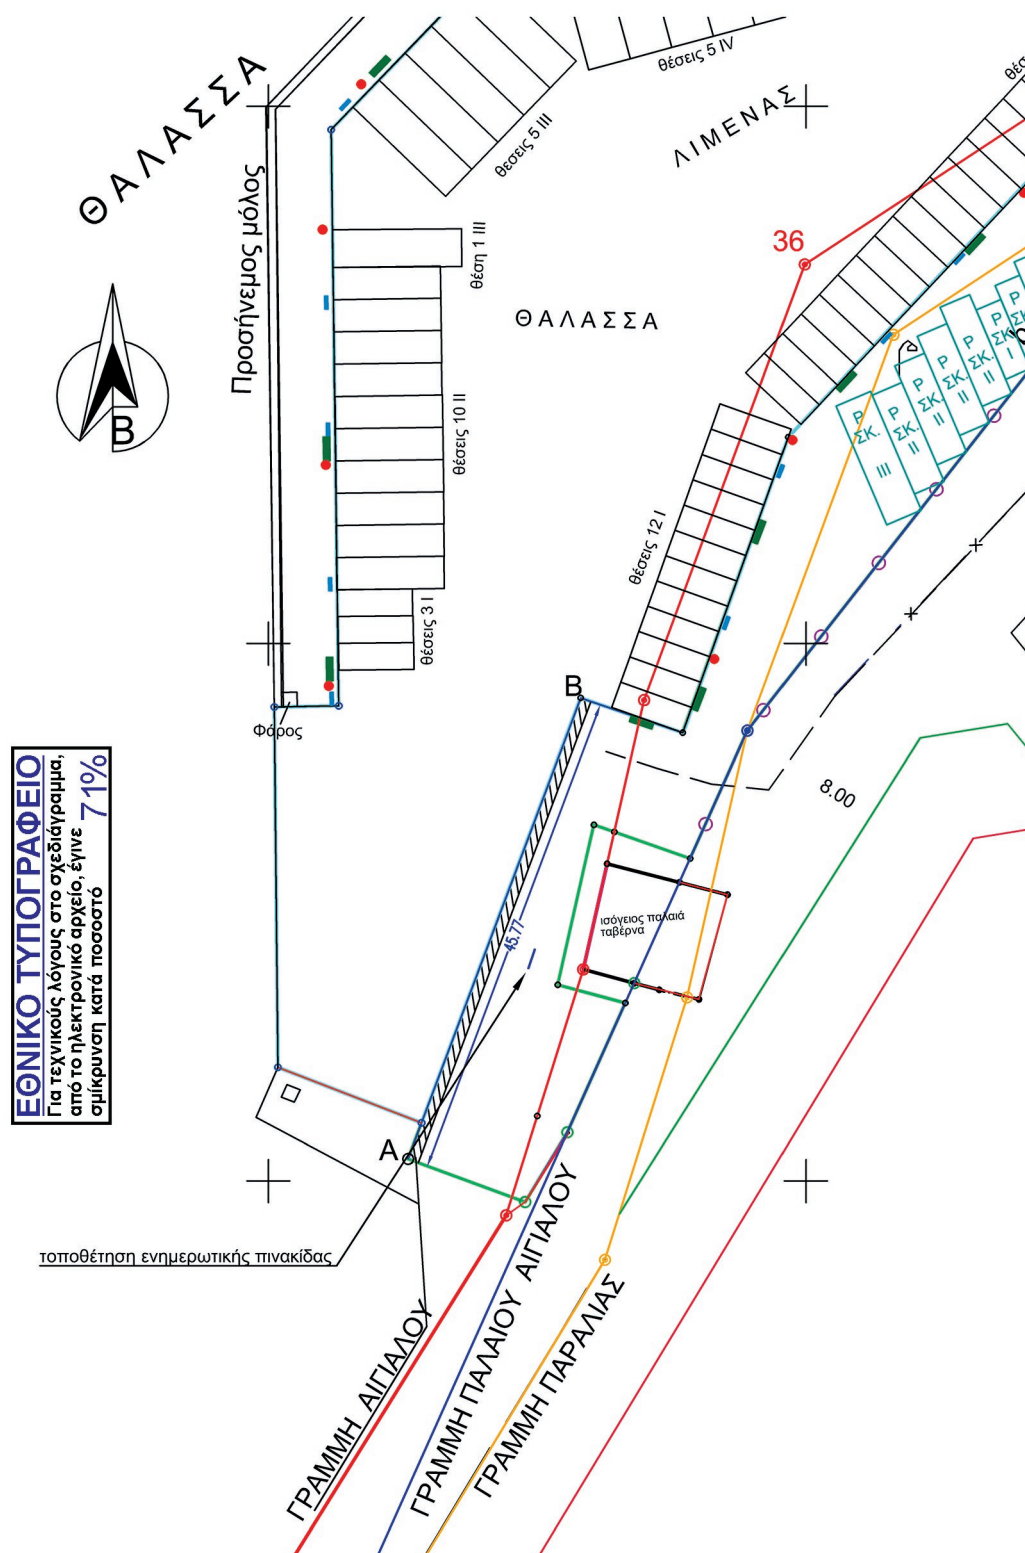 ΘΑΛΑΣΣΑ
θέσεις 5 IV
θέσεις 5 III
ΛΙΜΕΝΑΣ
Προσήνεμος μόλος
θέση 1 III
36
ΘΑΛΑΣΣΑ
Β
θέσεις 10 II
Ρ ΣΚ. III
Ρ ΣΚ. II
Ρ ΣΚ. II
Ρ ΣΚ. II
Ρ ΣΚ. I
θέσεις 12 I
θέσεις 3 I
Β
Φάρος
8.00
ΕΘΝΙΚΟ ΤΥΠΟΓΡΑΦΕΙΟ
Για τεχνικούς λόγους στο σχεδιάγραμμα,
από το ηλεκτρονικό αρχείο, έγινε
σμίκρυνση κατά ποσοστό
71%
ισόγειος παλαιά
ταβέρνα
45.77
Α
τοποθέτηση ενημερωτικής πινακίδας
ΓΡΑΜΜΗ ΑΙΓΙΑΛΟΥ
ΓΡΑΜΜΗ ΠΑΛΑΙΟΥ ΑΙΓΙΑΛΟΥ
ΓΡΑΜΜΗ ΠΑΡΑΛΙΑΣ